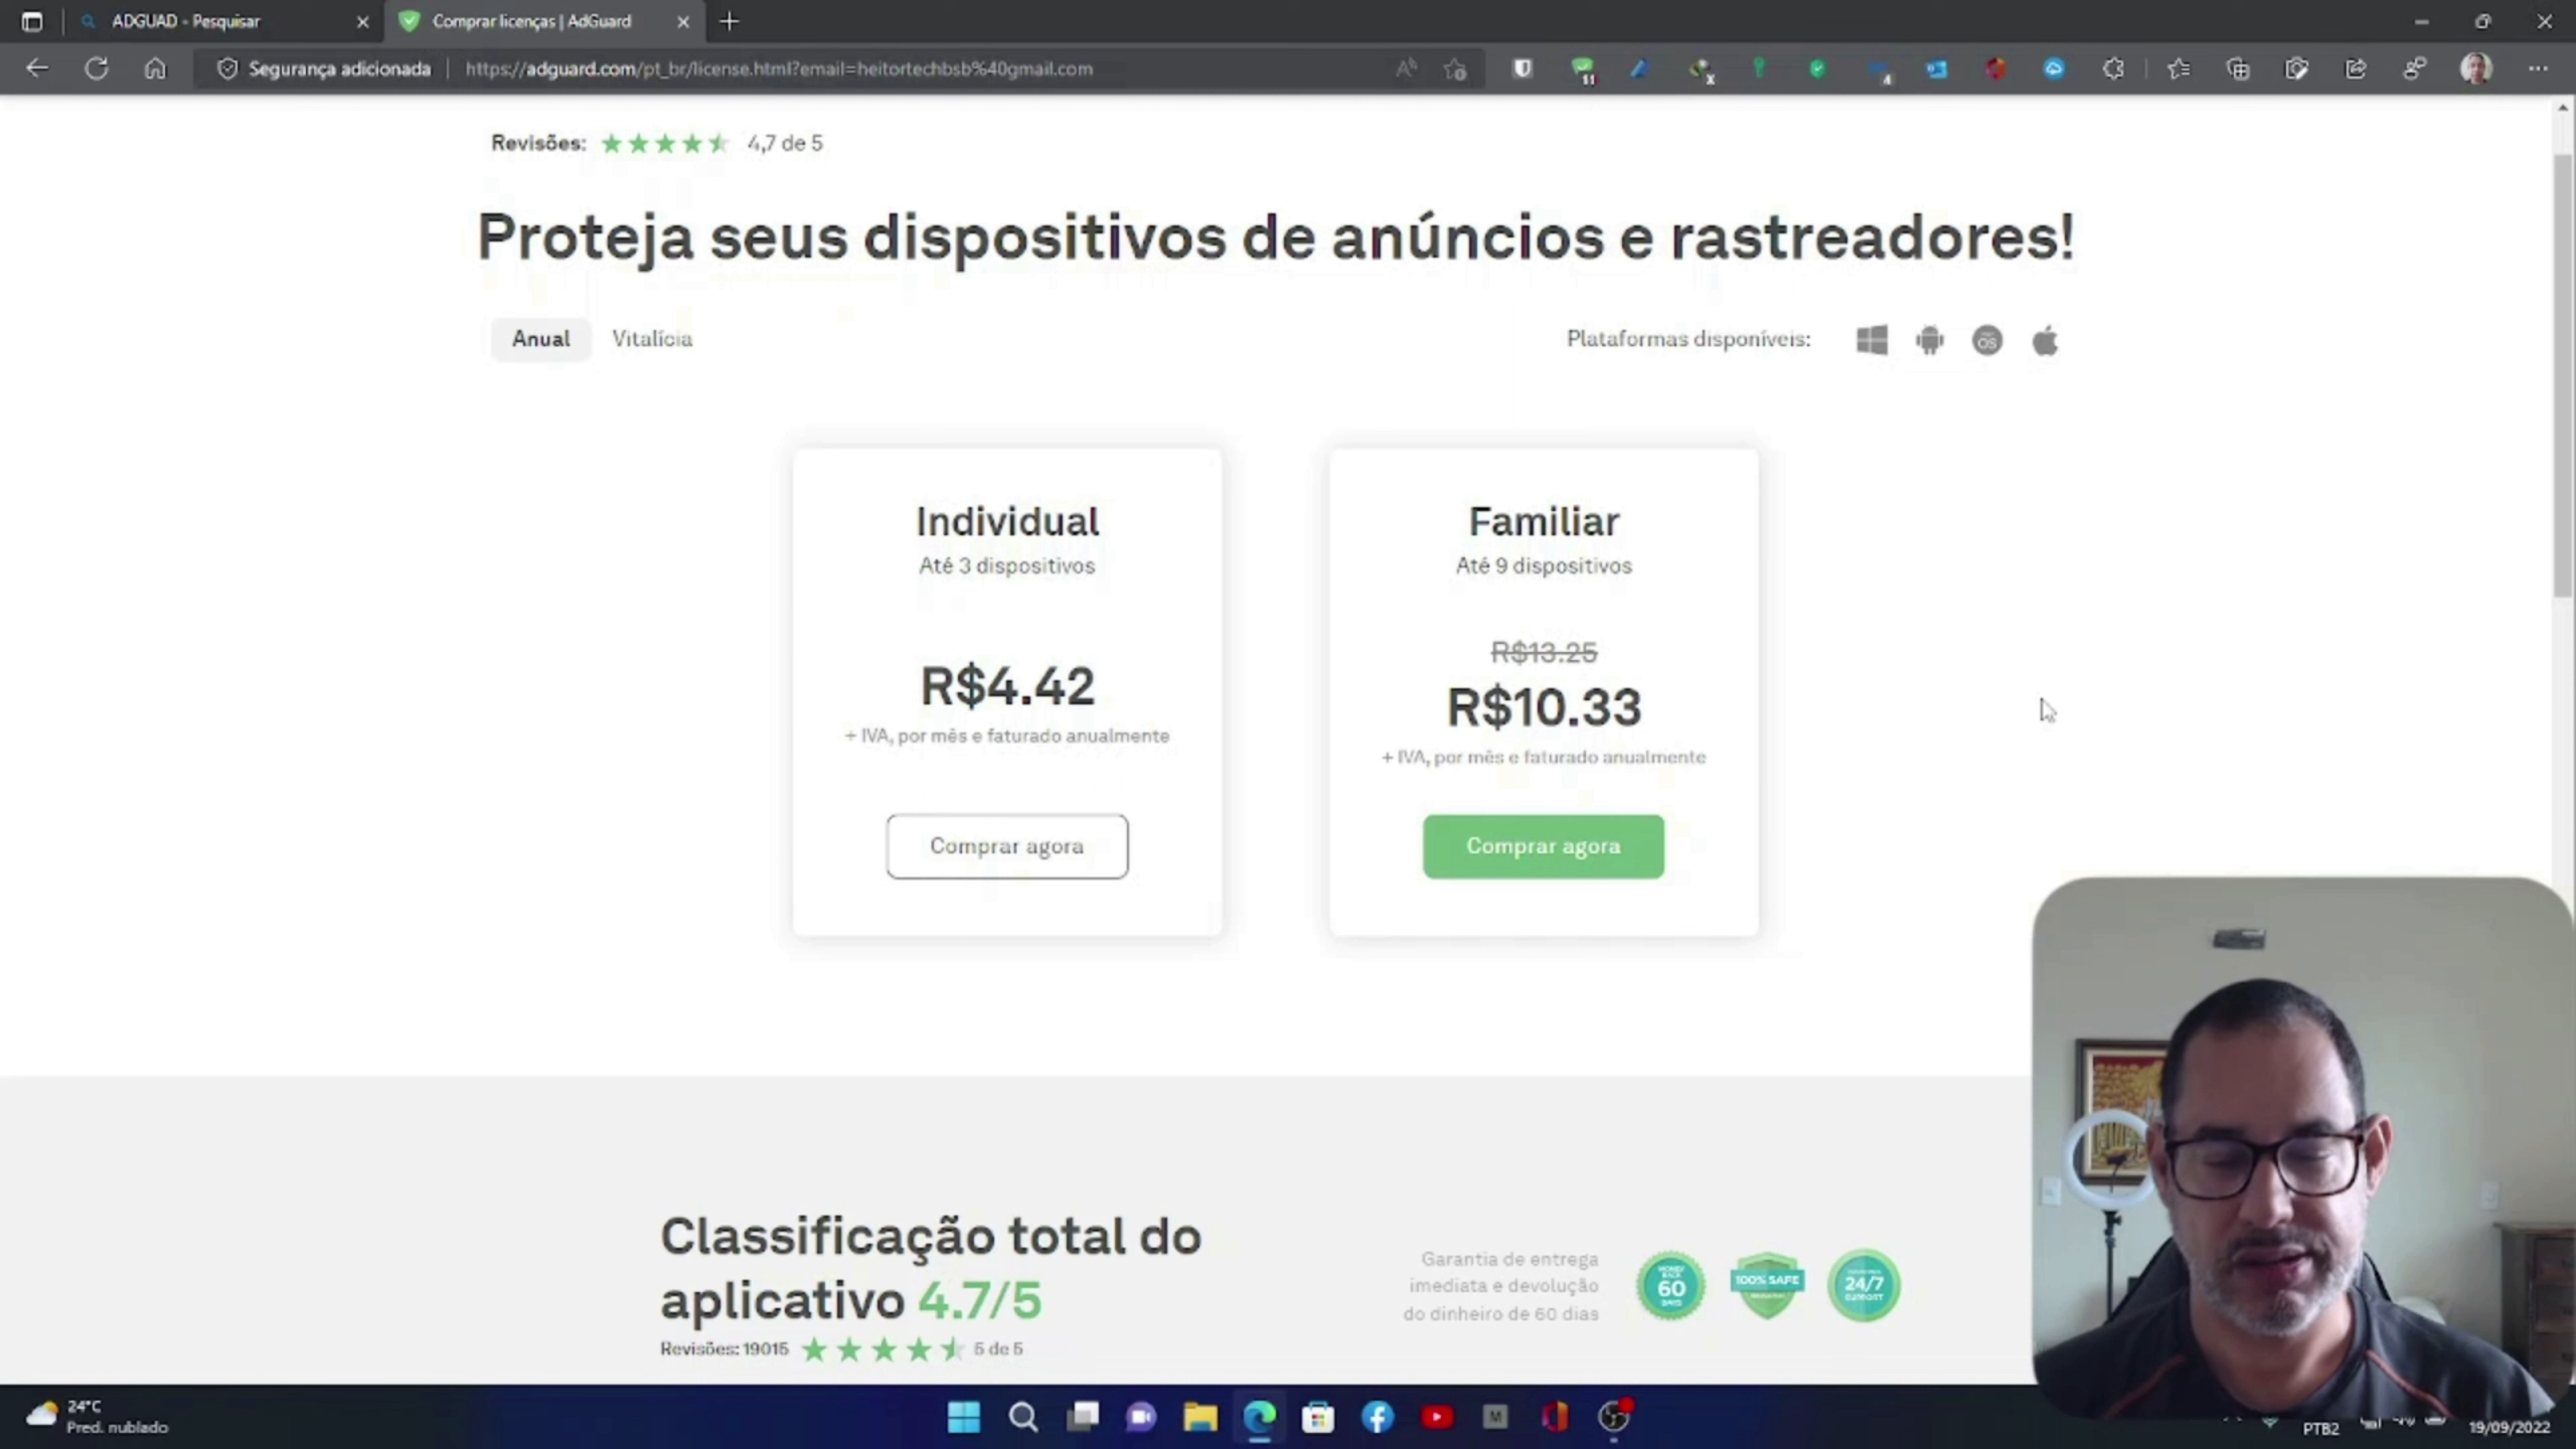 ADGUAD - Pesquisar
Comprar licenças | AdGuard
Segurança adicionada
https://adguard.com/pt_br/license.html?email=heitortechbsb%40gmail.com
11
4
Revisões: 4,7 de 5
Proteja seus dispositivos de anúncios e rastreadores!
Anual
Vitalícia
Plataformas disponíveis:
Individual
Até 3 dispositivos
R$4.42
+ IVA, por mês e faturado anualmente
Comprar agora
Familiar
Até 9 dispositivos
R$13.25
R$10.33
+ IVA, por mês e faturado anualmente
Comprar agora
Classificação total do
aplicativo 4.7/5
Revisões: 19015
5 de 5
Garantia de entrega
imediata e devolução
do dinheiro de 60 dias
60
100% SAFE
24/7
24°C
Pred. nublado
PTB2
19/09/2022